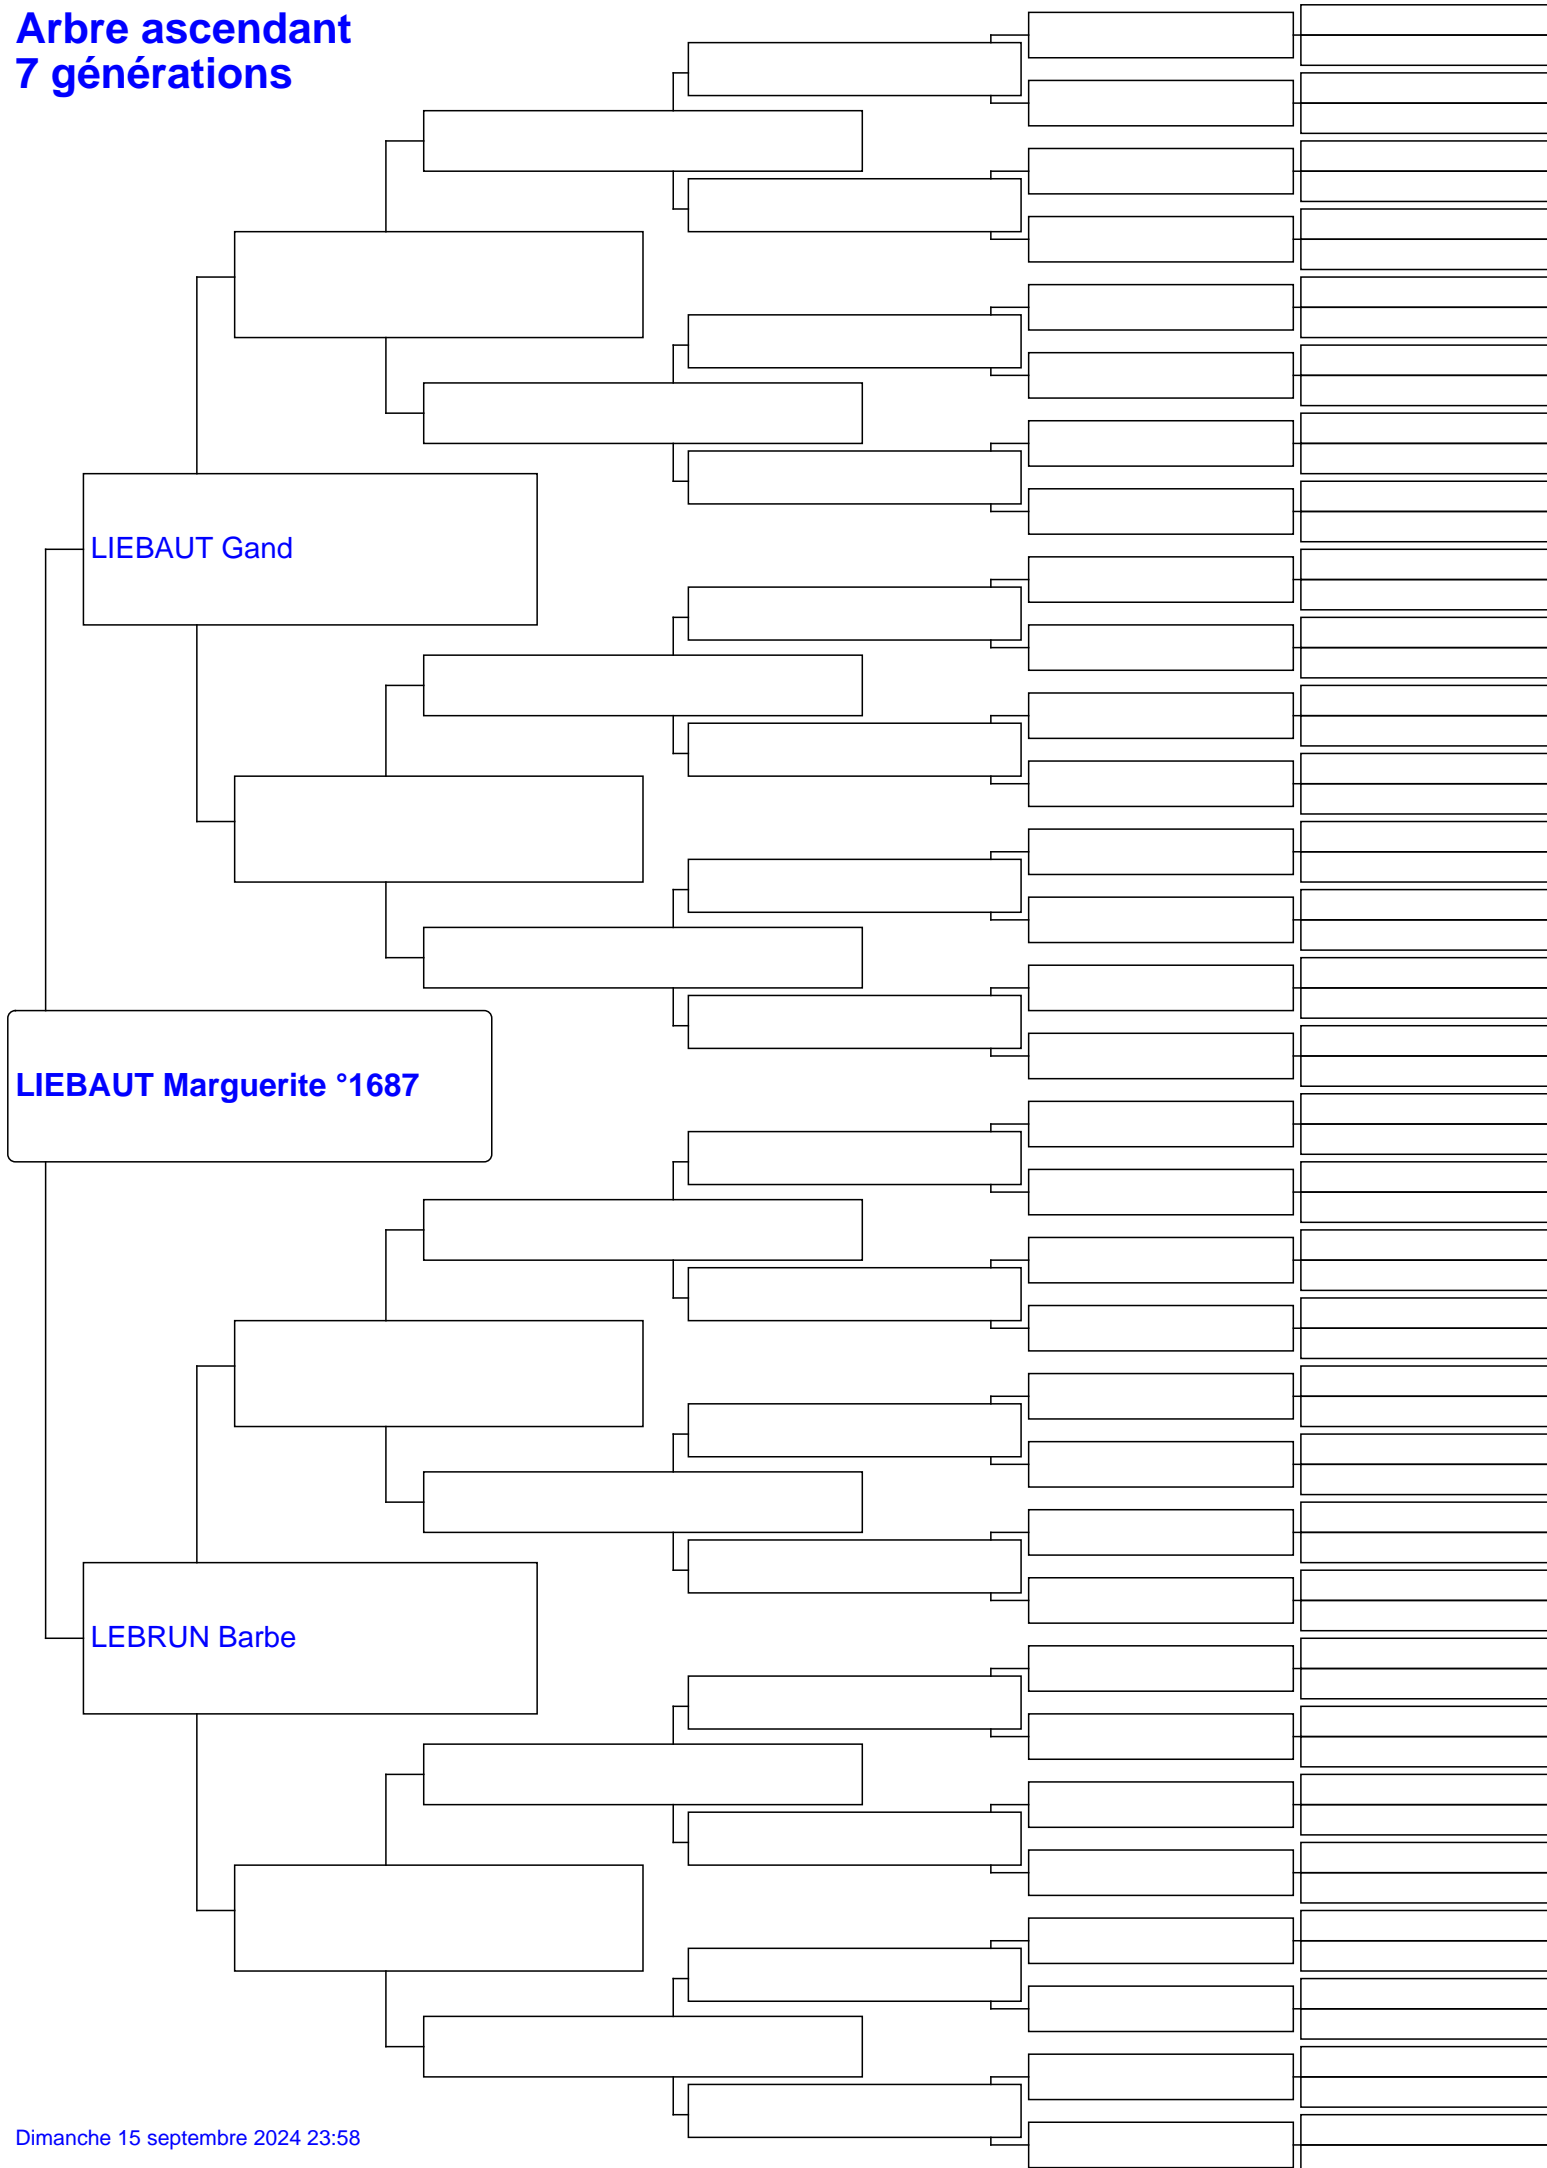 Arbre ascendant
7 générations
LIEBAUT Gand
LIEBAUT Marguerite °1687
LEBRUN Barbe
Dimanche 15 septembre 2024 23:58